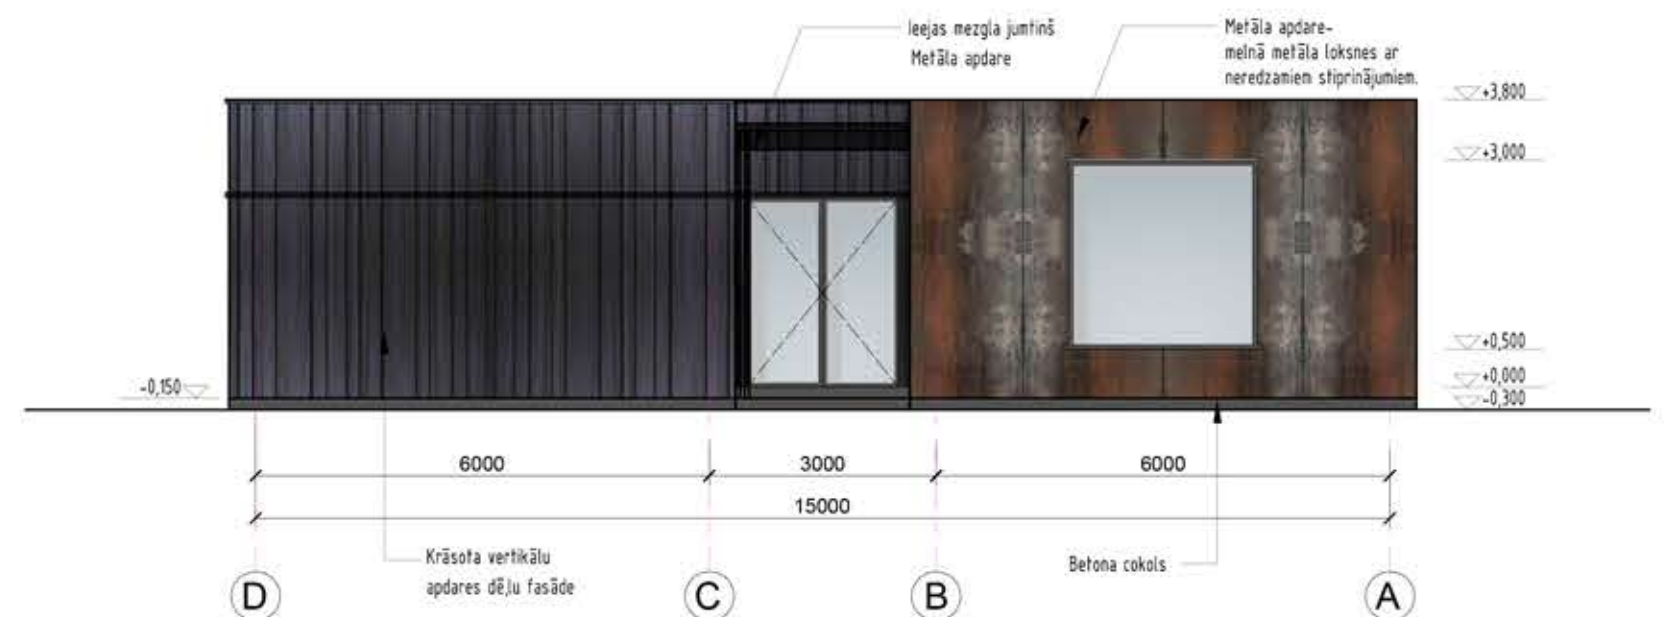 Ieejas mezgla jumtiņš
Metāla apdare
Metāla apdare-
melnā metāla loksnes ar
neredzamiem stiprinājumiem.
+3,800
+3,000
+0,500
+0,000
-0,300
-0,150
6000
3000
6000
15000
Krāsota vertikālu
apdares dēļu fasāde
Betona cokols
D
C
B
A